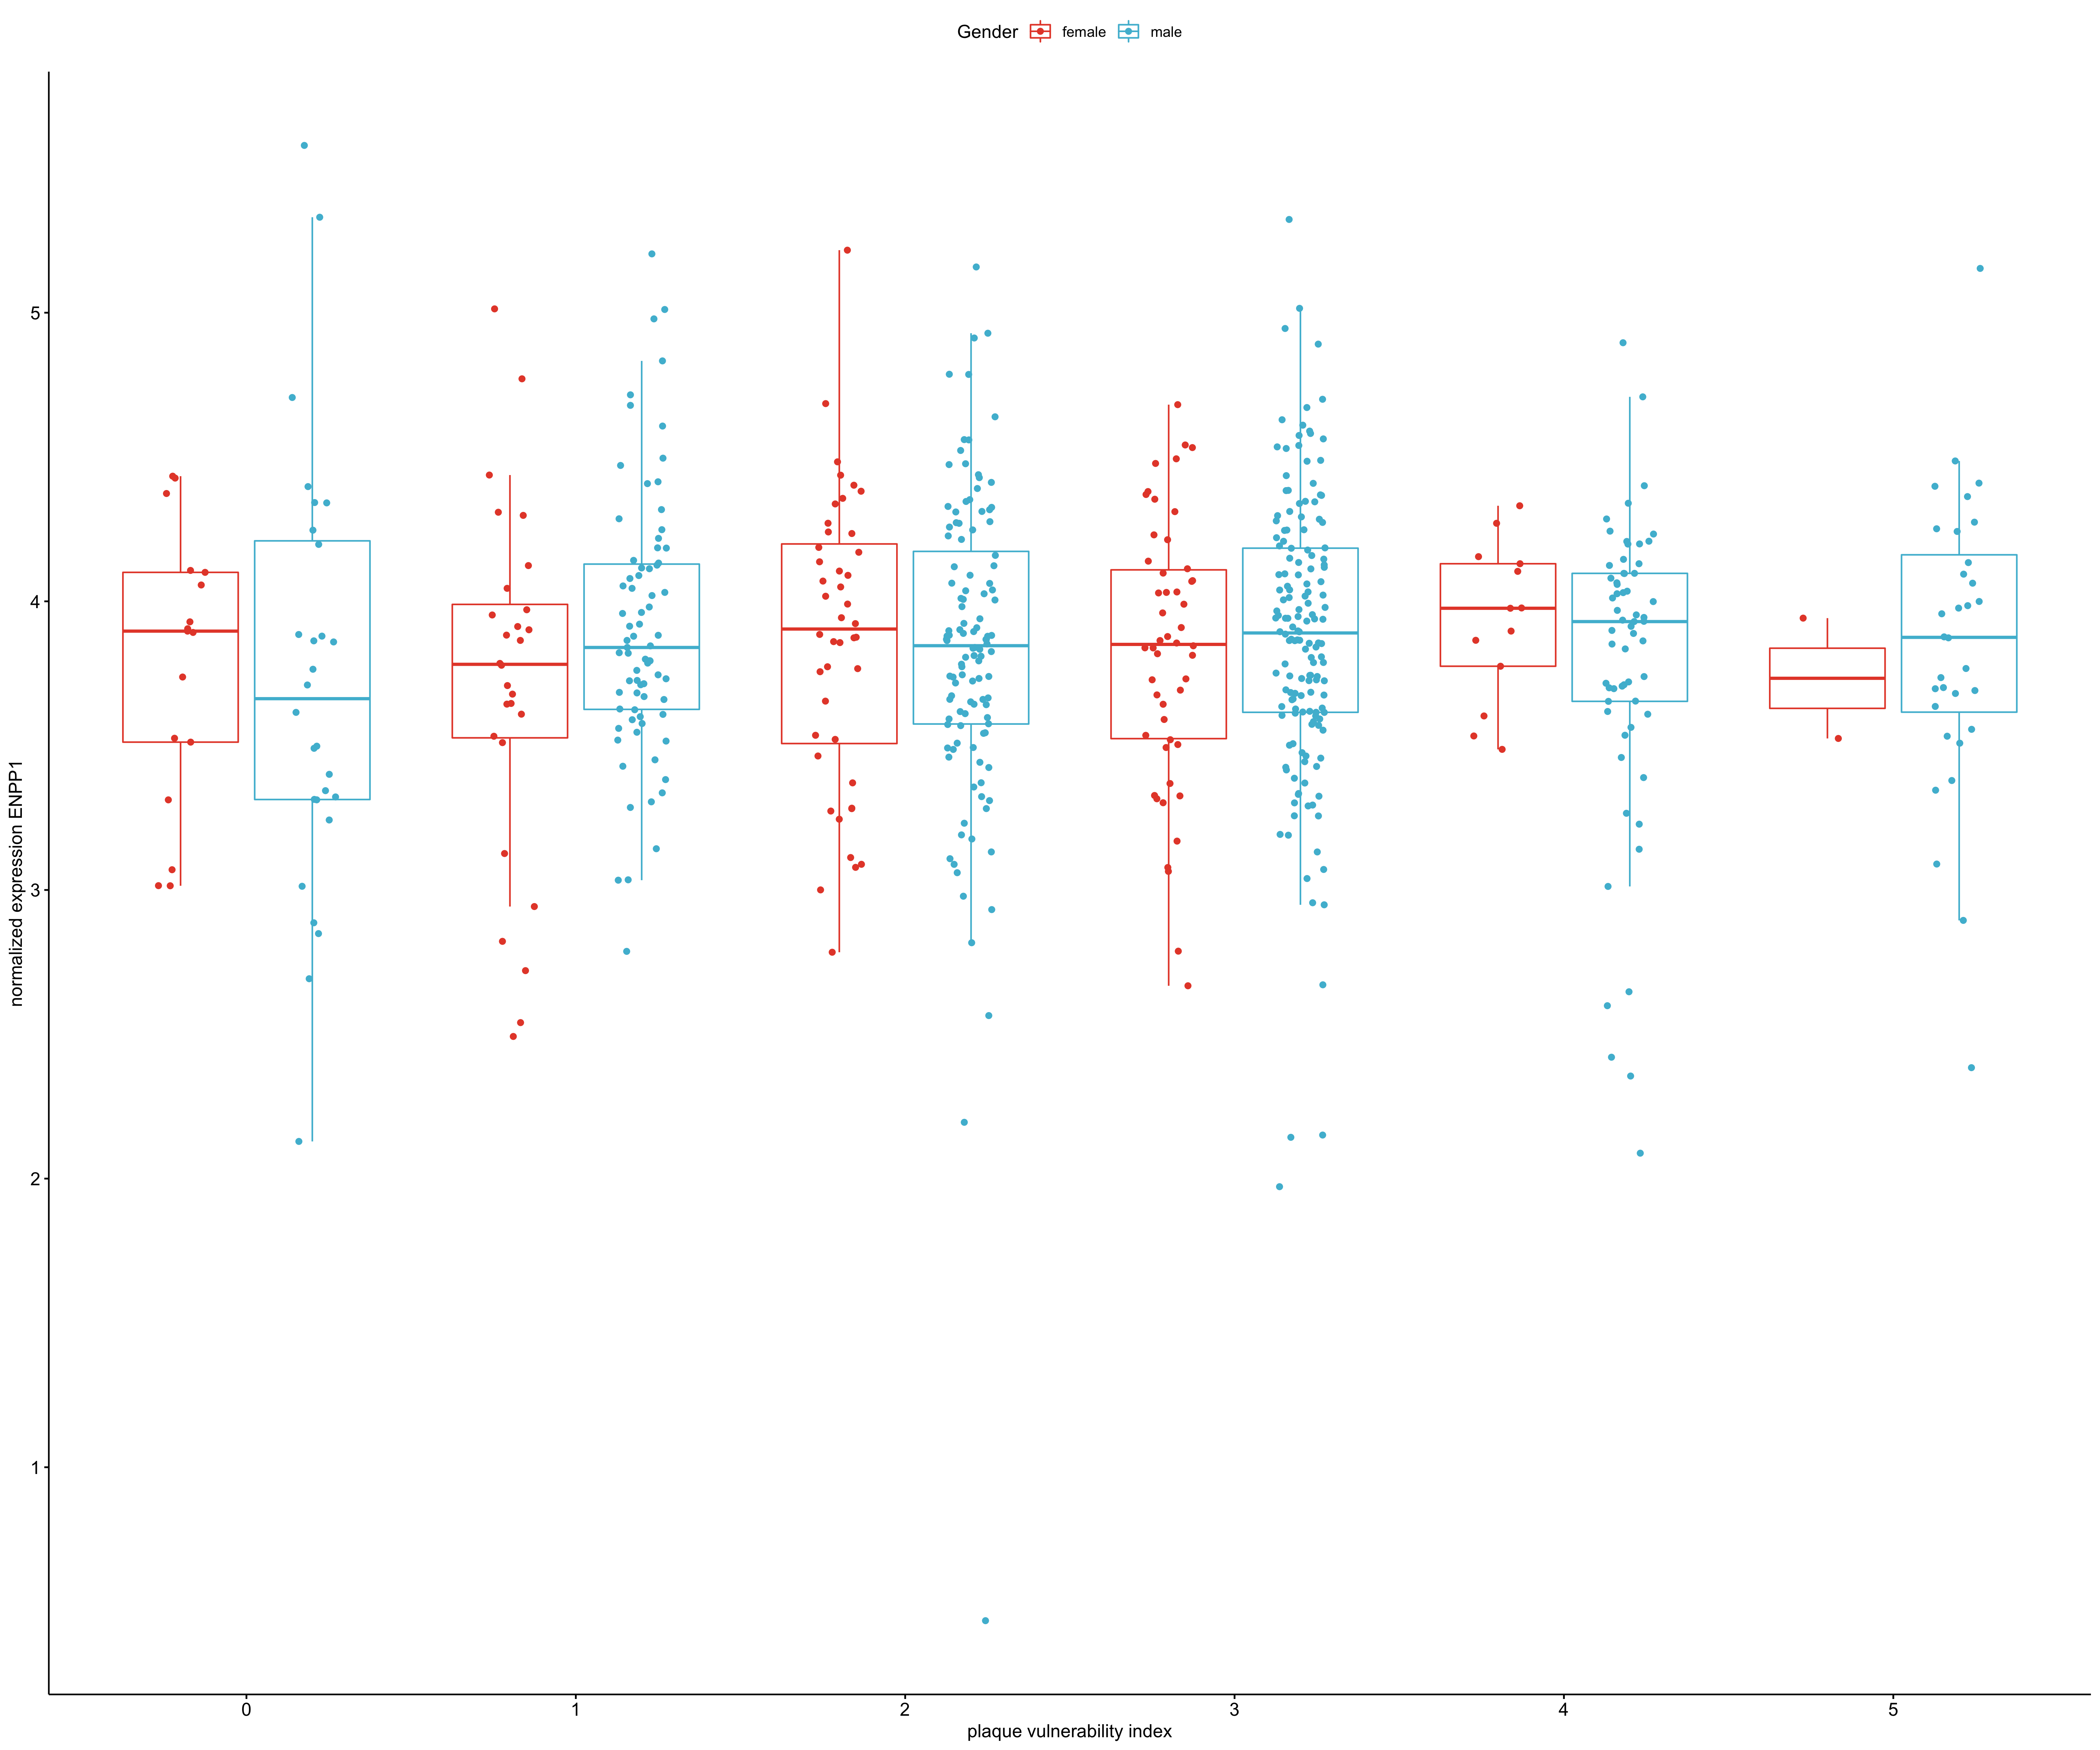 Gender female male
normalized expression ENPP1
5
4
3
2
1
0 1 2 3 4 5
plaque vulnerability index